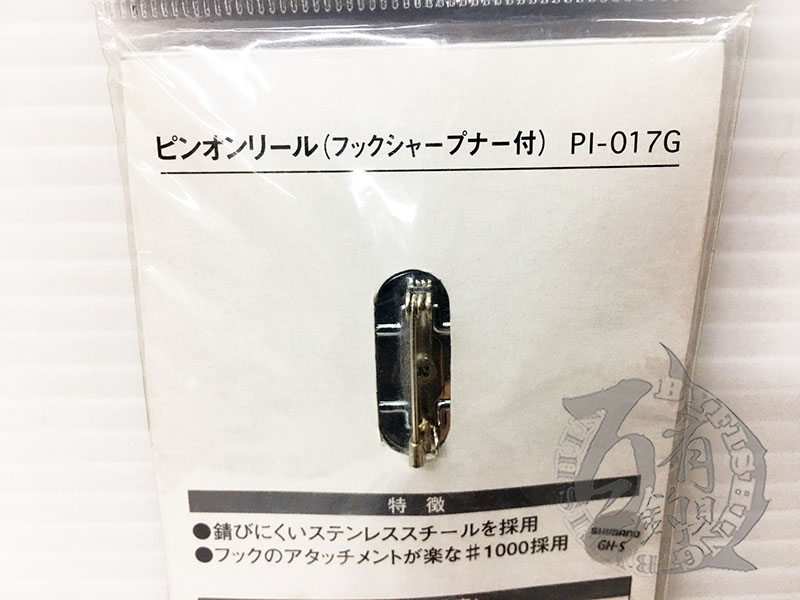 ピンオンリール(フックシャープナー付) PI-017G
特徴
●錆びにくいステンレススチールを採用
●フックのアタッチメントが楽な♯1000採用
SHIMANO
GH-S